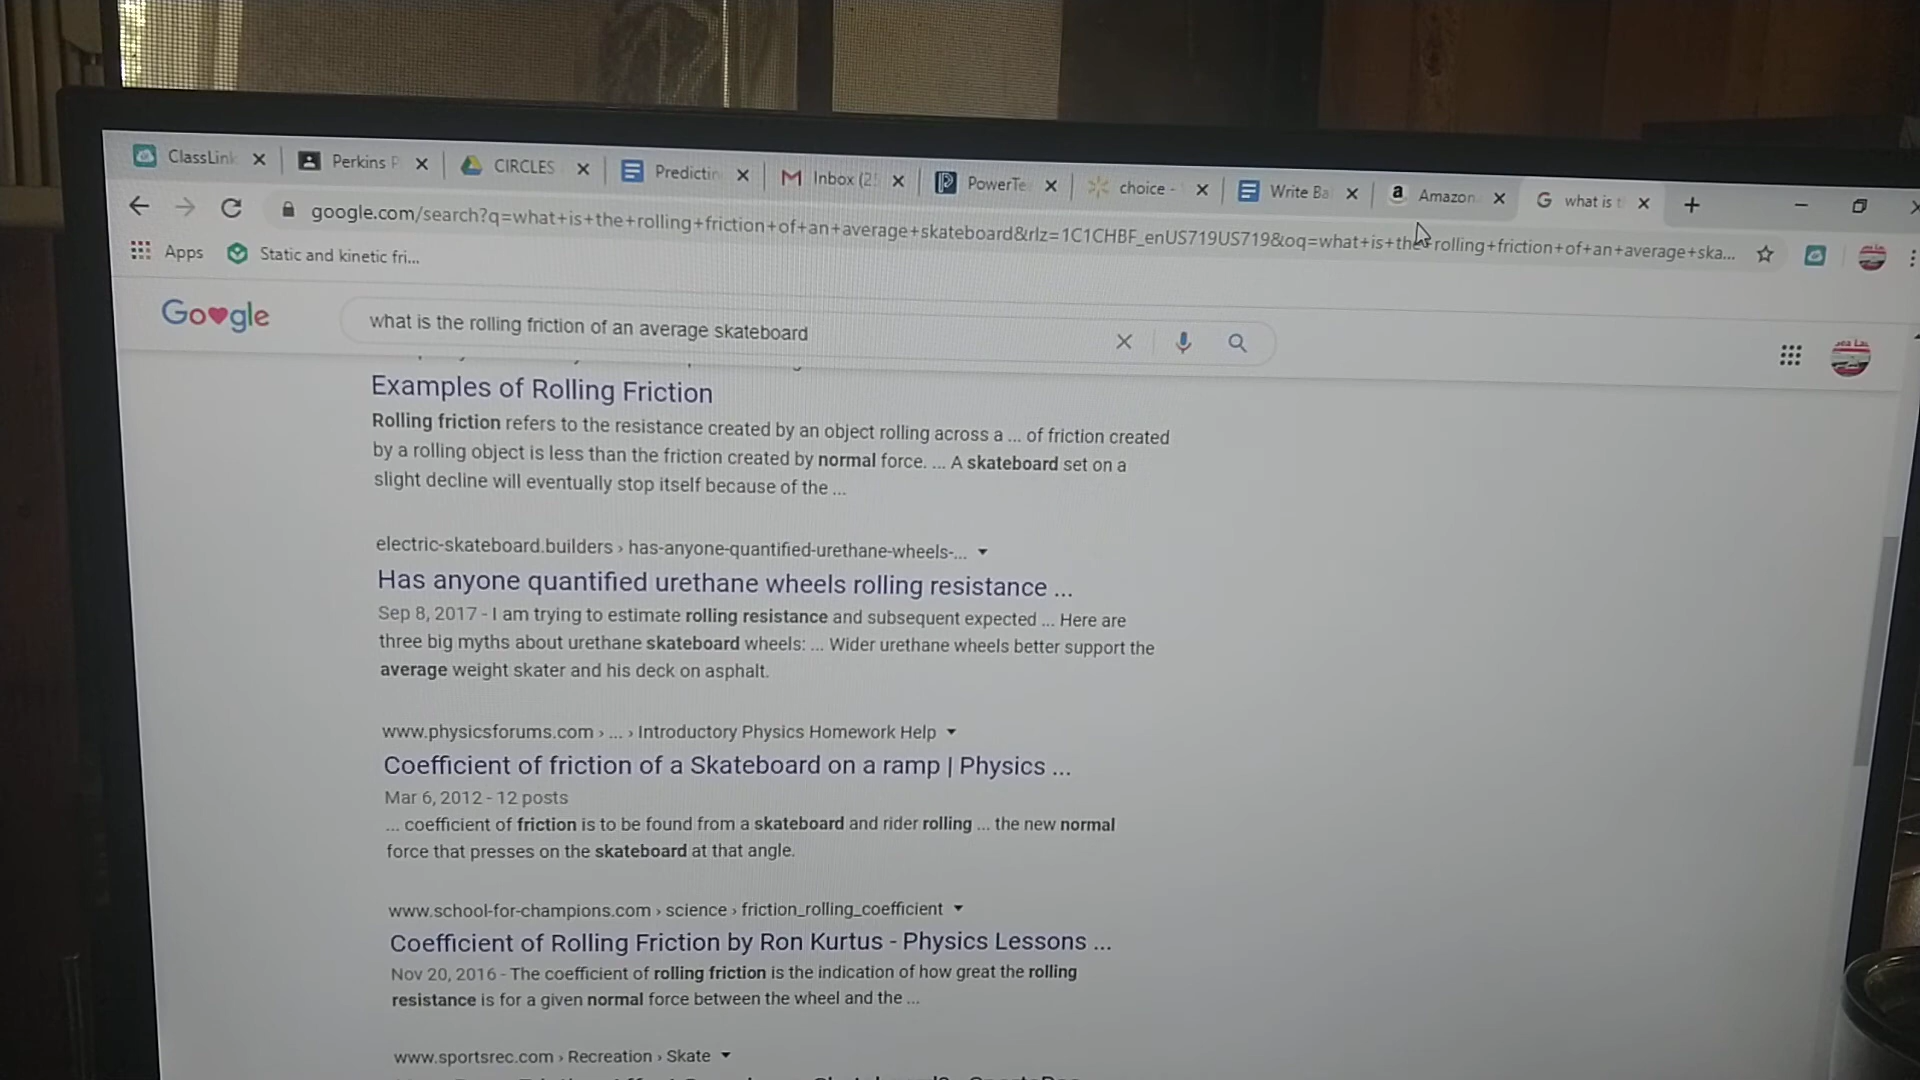 ClassLink
Perkins P
CIRCLES
Predictin
Inbox (2
PowerTe
choice -
Write Ba
Amazon
what is t
google.com/search?q=what+is+the+rolling+friction+of+an+average+skateboard&rlz=1C1CHBF_enUS719US719&oq=what+is+the+rolling+friction+of+an+average+ska...
Apps
Static and kinetic fri...
Google
what is the rolling friction of an average skateboard
Examples of Rolling Friction
Rolling friction refers to the resistance created by an object rolling across a ... of friction created
by a rolling object is less than the friction created by normal force. ... A skateboard set on a
slight decline will eventually stop itself because of the ...
electric-skateboard.builders › has-anyone-quantified-urethane-wheels-...
Has anyone quantified urethane wheels rolling resistance ...
Sep 8, 2017 - I am trying to estimate rolling resistance and subsequent expected ... Here are
three big myths about urethane skateboard wheels: ... Wider urethane wheels better support the
average weight skater and his deck on asphalt.
www.physicsforums.com › ... › Introductory Physics Homework Help
Coefficient of friction of a Skateboard on a ramp | Physics ...
Mar 6, 2012 - 12 posts
... coefficient of friction is to be found from a skateboard and rider rolling ... the new normal
force that presses on the skateboard at that angle.
www.school-for-champions.com › science › friction_rolling_coefficient
Coefficient of Rolling Friction by Ron Kurtus - Physics Lessons ...
Nov 20, 2016 - The coefficient of rolling friction is the indication of how great the rolling
resistance is for a given normal force between the wheel and the ...
www.sportsrec.com › Recreation › Skate